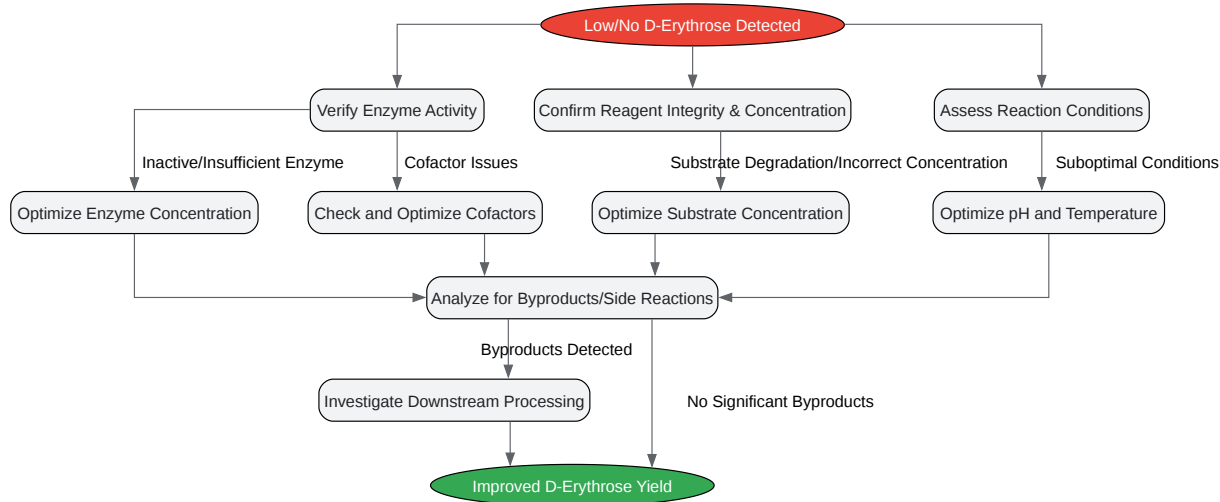 Low/No D-Erythrose Detected
Verify Enzyme Activity
Confirm Reagent Integrity & Concentration
Assess Reaction Conditions
Inactive/Insufficient Enzyme
Cofactor Issues
Substrate Degradation/Incorrect Concentration
Suboptimal Conditions
Optimize Enzyme Concentration
Check and Optimize Cofactors
Optimize Substrate Concentration
Optimize pH and Temperature
Analyze for Byproducts/Side Reactions
Byproducts Detected
Investigate Downstream Processing
No Significant Byproducts
Improved D-Erythrose Yield